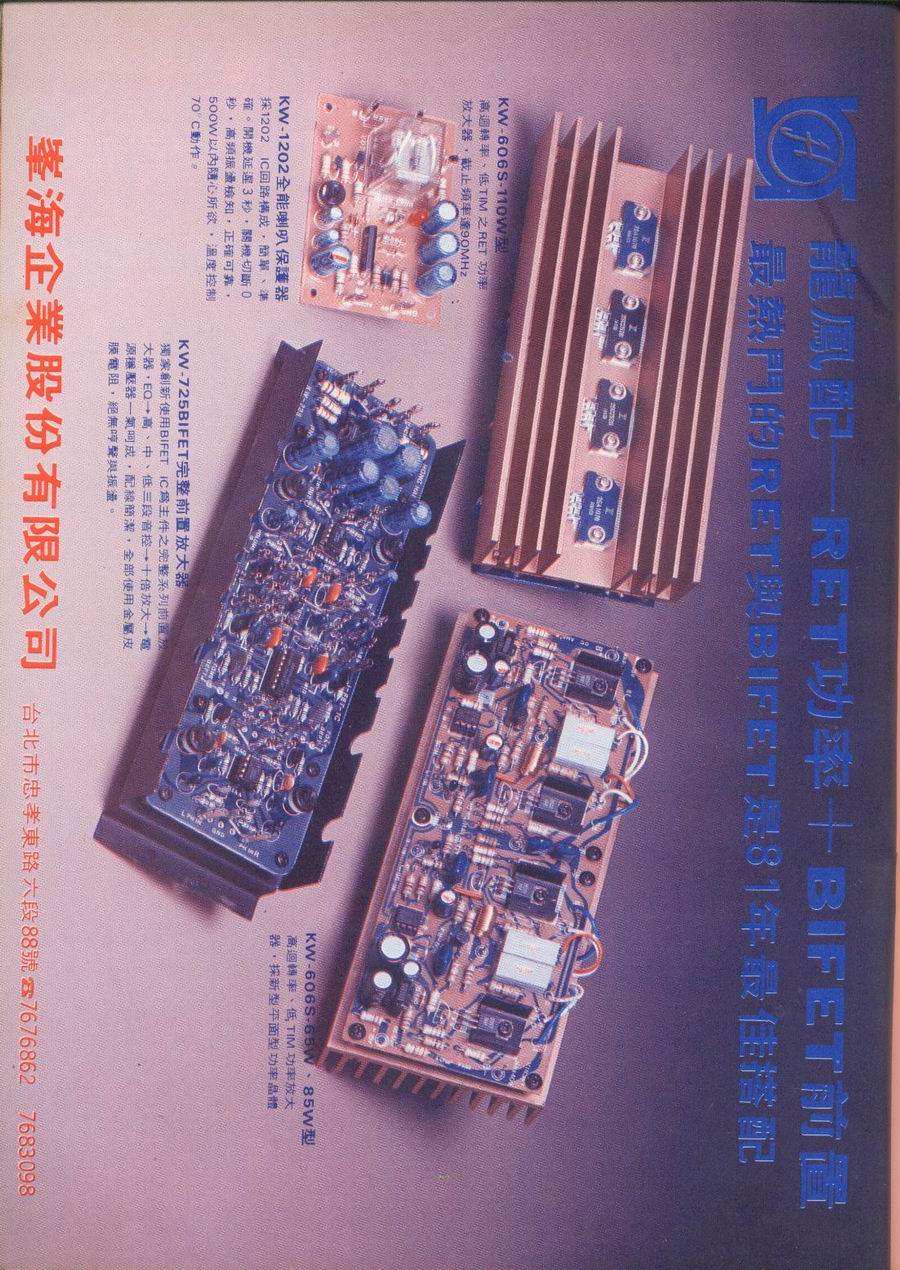 龍鳳配——RET功率＋BIFET前置
最熱門的RET與BIFET是81年最佳搭配
KW-606S-110W型
高迴轉率、低TIM之RET功率
放大器，截止頻率達90MHz
KW-1202全能喇叭保護器
採1202 IC回路構成，簡單、準
確。開機延遲3秒，關機切斷0
秒，高頻振盪檢知，正確可靠，
500W以內隨心所欲，溫度控制
70°C動作。
KW-725BIFET完整前置放大器
獨家創新使用BIFET IC為主件之完整系列前置放
大器，EQ→高、中、低三段音控→十倍放大→電
源穩壓器一氣呵成，配線簡潔，全部使用金屬皮
膜電阻，絕無哼聲與振盪。
KW-606S-65W、85W型
高迴轉率、低TIM功率放大
器，採新型平面型功率晶體
峯海企業股份有限公司
台北市忠孝東路六段88號 ☎7676862 7683098